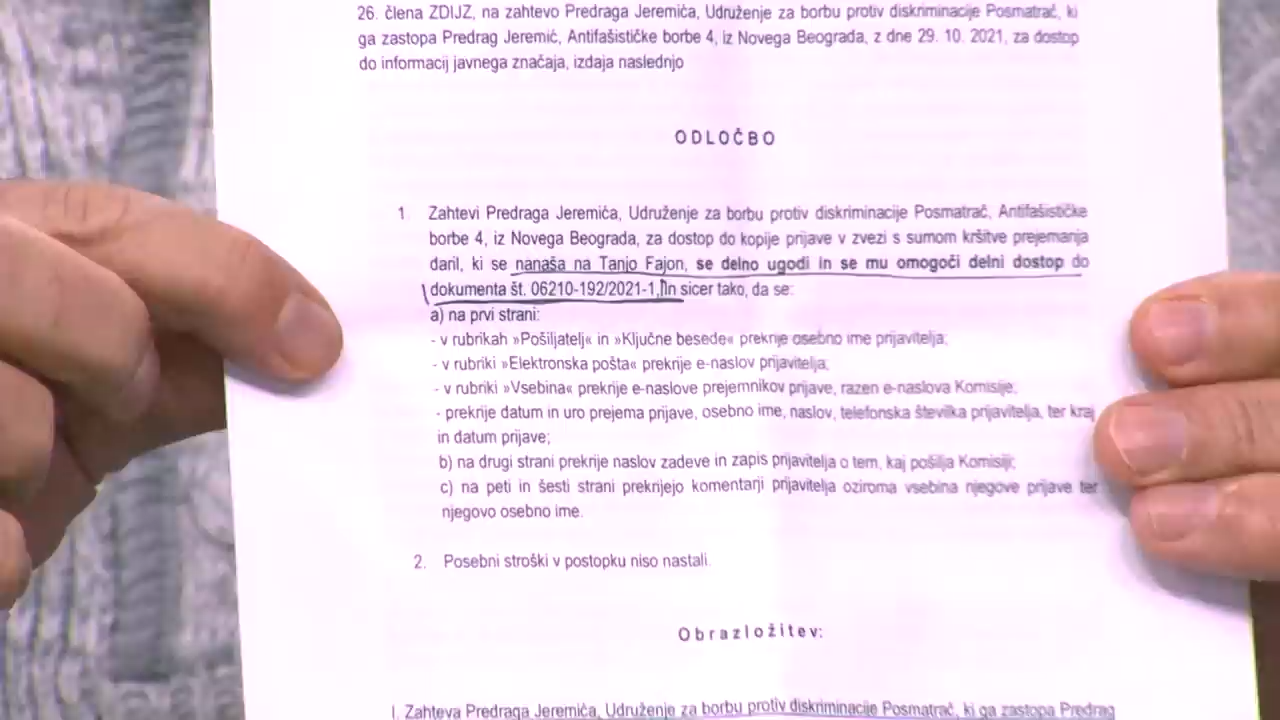 26. člena ZDIJZ, na zahtevo Predraga Jeremića, Udruženje za borbu protiv diskriminacije Posmatrač, ki
ga zastopa Predrag Jeremić, Antifašističke borbe 4, iz Novega Beograda, z dne 29. 10. 2021, za dostop
do informacij javnega značaja, izdaja naslednjo
ODLOČBO
1. Zahtevi Predraga Jeremića, Udruženje za borbu protiv diskriminacije Posmatrač, Antifašističke
borbe 4, iz Novega Beograda, za dostop do kopije prijave v zvezi s sumom kršitve prejemanja
daril, ki se nanaša na Tanjo Fajon, se delno ugodi in se mu omogoči delni dostop do
dokumenta št. 06210-192/2021-1, in sicer tako, da se:
a) na prvi strani:
- v rubrikah »Pošiljatelj« in »Ključne besede« prekrije osebno ime prijavitelja;
- v rubriki »Elektronska pošta« prekrije e-naslov prijavitelja;
- v rubriki »Vsebina« prekrije e-naslove prejemnikov prijave, razen e-naslova Komisije;
- prekrije datum in uro prejema prijave, osebno ime, naslov, telefonska številka prijavitelja, ter kraj
in datum prijave;
b) na drugi strani prekrije naslov zadeve in zapis prijavitelja o tem, kaj pošilja Komisiji;
c) na peti in šesti strani prekrijejo komentarji prijavitelja oziroma vsebina njegove prijave ter
njegovo osebno ime.
2. Posebni stroški v postopku niso nastali.
Obrazložitev:
I. Zahteva Predraga Jeremića, Udruženje za borbu protiv diskriminacije Posmatrač, ki ga zastopa Predrag